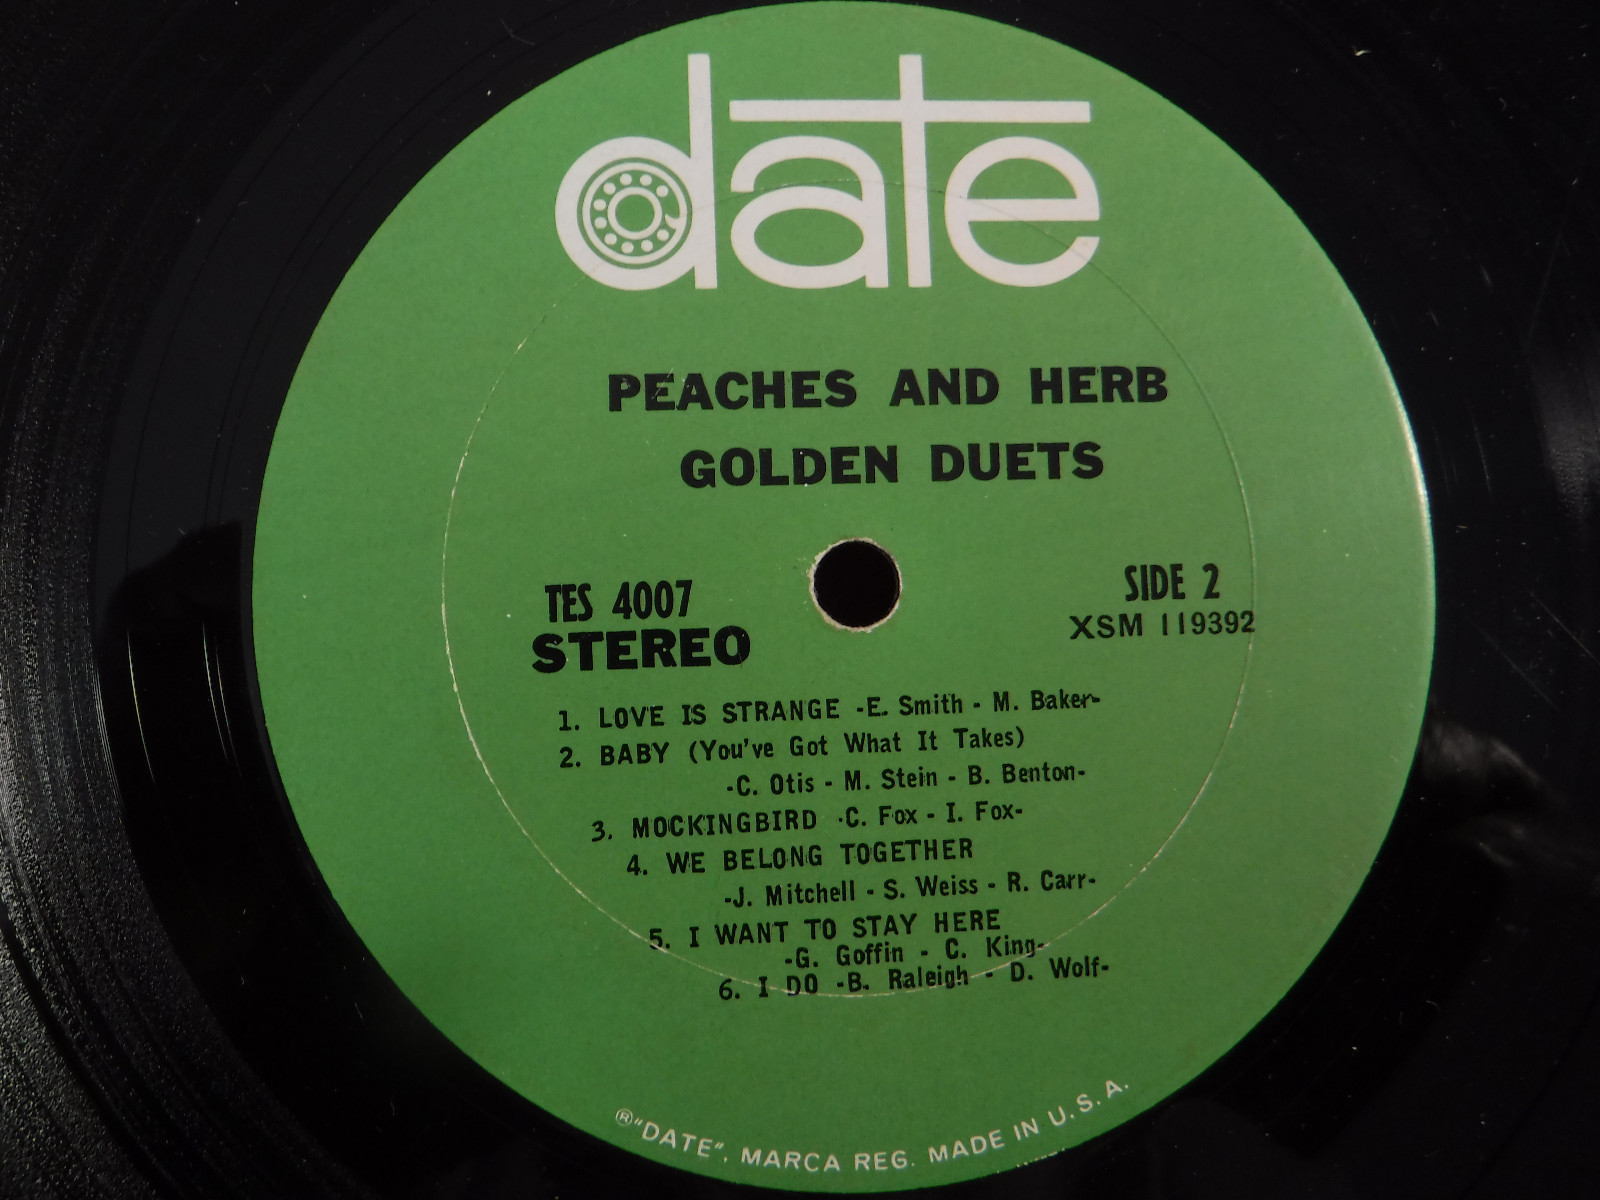 date
PEACHES AND HERB
GOLDEN DUETS
TES 4007
STEREO
SIDE 2
XSM 119392
1. LOVE IS STRANGE -E. Smith - M. Baker-
2. BABY (You've Got What It Takes)
-C. Otis - M. Stein - B. Benton-
3. MOCKINGBIRD -C. Fox - I. Fox-
4. WE BELONG TOGETHER
-J. Mitchell - S. Weiss - R. Carr-
5. I WANT TO STAY HERE
-G. Goffin - C. King-
6. I DO -B. Raleigh - D. Wolf-
®"DATE", MARCA REG. MADE IN U.S.A.